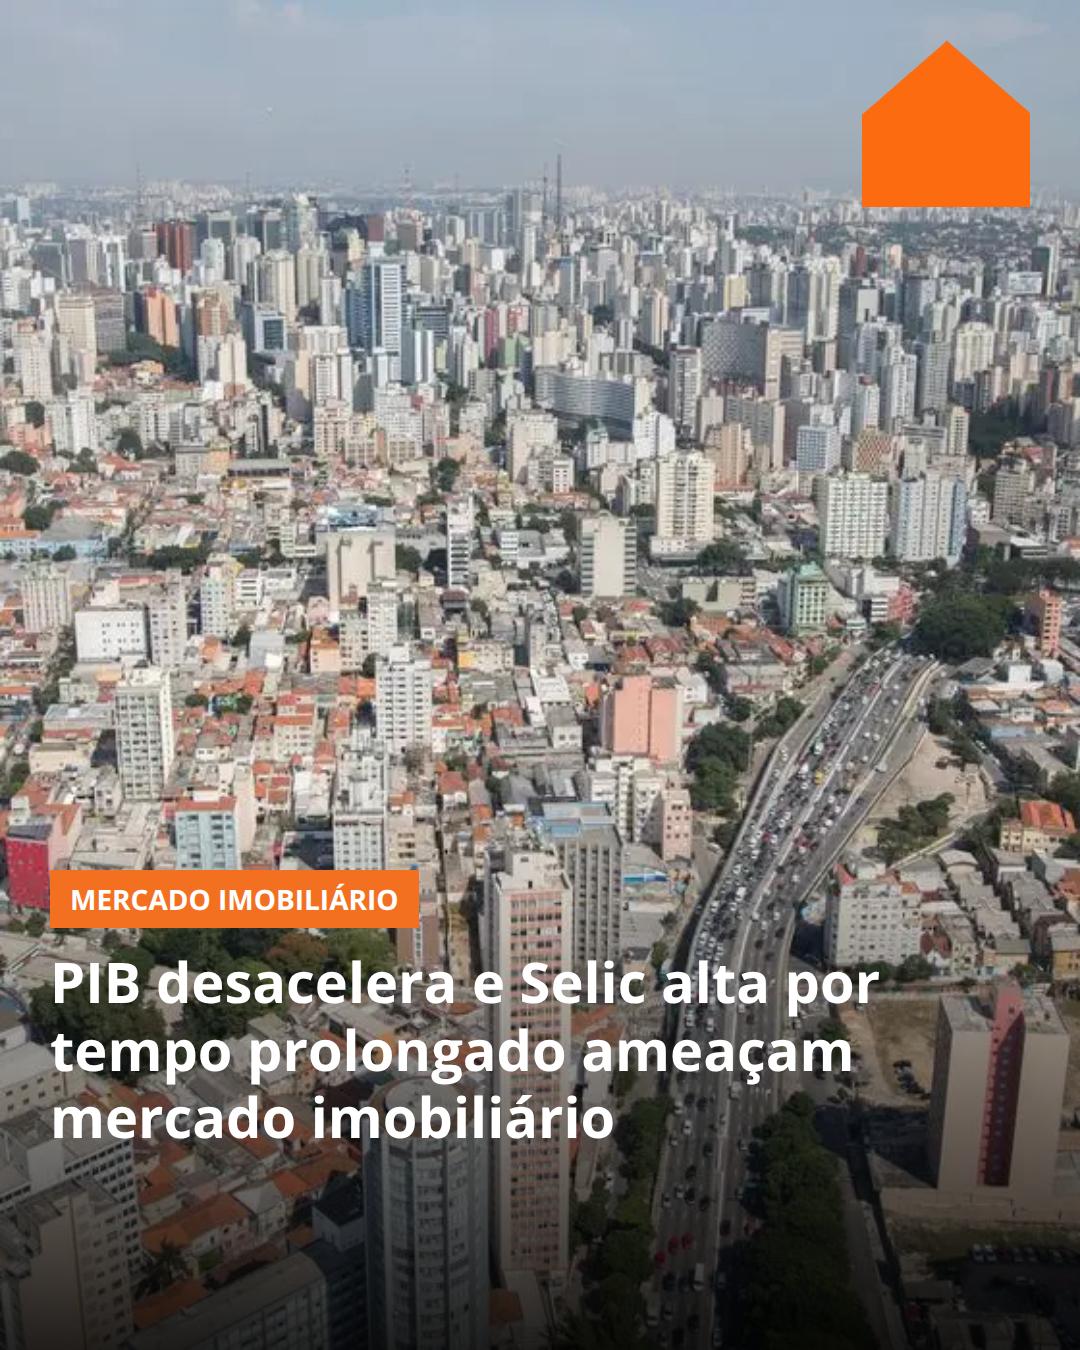 MERCADO IMOBILIÁRIO
PIB desacelera e Selic alta por
tempo prolongado ameaçam
mercado imobiliário